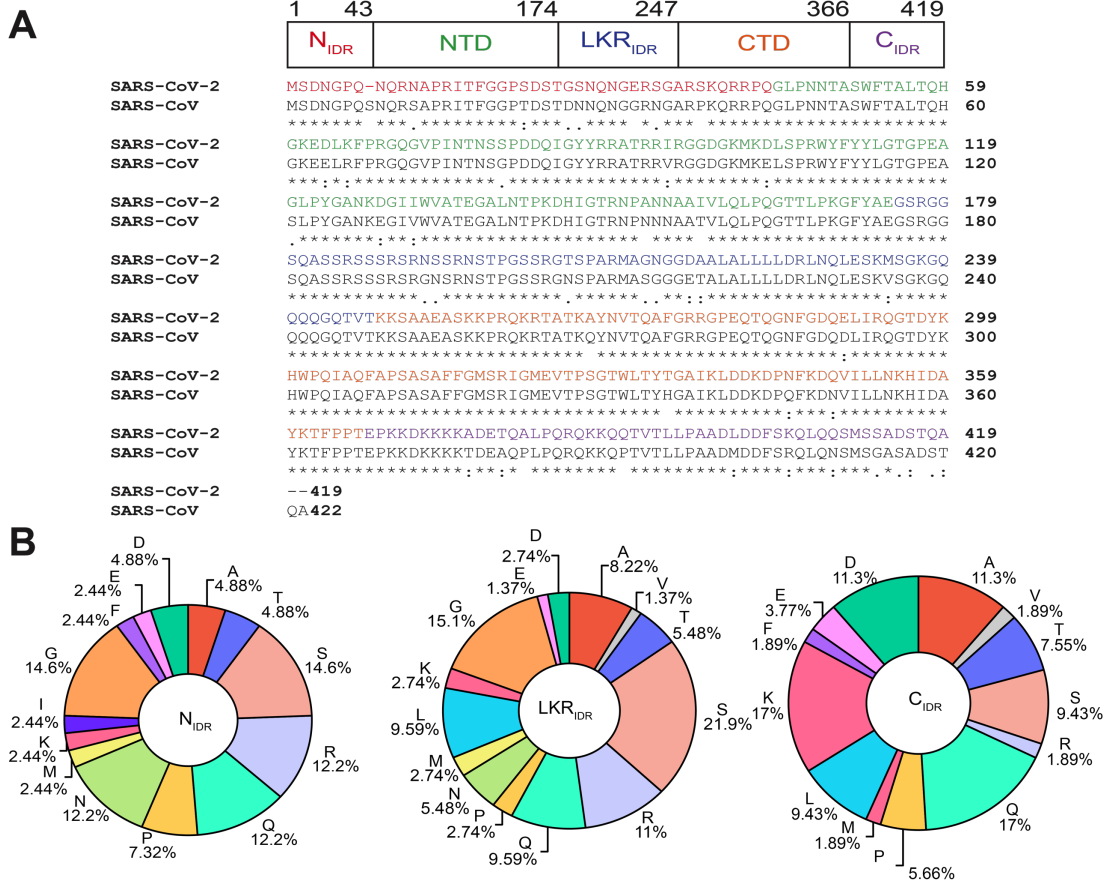 A
1 43 174 247 366 419
N_IDR NTD LKR_IDR CTD C_IDR
SARS-CoV-2 MSDNGPQ-NQRNAPRITFGGPSDSTGSNQNGERSGARSKQRRPQGLPNNTASWFTALTQH 59
SARS-CoV MSDNGPQSNQRSAPRITFGGPTDSTDNNQNGGRNGARPKQRRPQGLPNNTASWFTALTQH 60
******* ***.*********:***..**** *.*** **********************
SARS-CoV-2 GKEDLKFPRGQGVPINTNSSPDDQIGYYRRATRRIRGGDGKMKDLSPRWYFYYLGTGPEA 119
SARS-CoV GKEELRFPRGQGVPINTNSGPDDQIGYYRRATRRVRGGDGKMKELSPRWYFYYLGTGPEA 120
***:*:*************.**************:********:****************
SARS-CoV-2 GLPYGANKDGIIWVATEGALNTPKDHIGTRNPANNAAIVLQLPQGTTLPKGFYAEGSRGG 179
SARS-CoV SLPYGANKEGIVWVATEGALNTPKDHIGTRNPNNNAATVLQLPQGTTLPKGFYAEGSRGG 180
.*******:**:******************** **** **********************
SARS-CoV-2 SQASSRSSSRSRNSSRNSTPGSSRGTSPARMAGNGGDAALALLLLDRLNQLESKMSGKGQ 239
SARS-CoV SQASSRSSSRSRGNSRNSTPGSSRGNSPARMASGGGETALALLLLDRLNQLESKVSGKGQ 240
************..***********.******..**::****************:*****
SARS-CoV-2 QQQGQTVTKKSAAEASKKPRQKRTATKAYNVTQAFGRRGPEQTQGNFGDQELIRQGTDYK 299
SARS-CoV QQQGQTVTKKSAAEASKKPRQKRTATKQYNVTQAFGRRGPEQTQGNFGDQDLIRQGTDYK 300
*************************** **********************:*********
SARS-CoV-2 HWPQIAQFAPSASAFFGMSRIGMEVTPSGTWLTYTGAIKLDDKDPNFKDQVILLNKHIDA 359
SARS-CoV HWPQIAQFAPSASAFFGMSRIGMEVTPSGTWLTYHGAIKLDDKDPQFKDNVILLNKHIDA 360
********************************** **********:***:**********
SARS-CoV-2 YKTFPPTEPKKDKKKKADETQALPQRQKKQQTVTLLPAADLDDFSKQLQQSMSSADSTQA 419
SARS-CoV YKTFPPTEPKKDKKKKTDEAQPLPQRQKKQPTVTLLPAADMDDFSRQLQNSMSGASADST 420
****************:**:* ******** *********:****:***:***.*.: .:
SARS-CoV-2 --419
SARS-CoV QA422
B
N_IDR
A 4.88%
T 4.88%
S 14.6%
R 12.2%
Q 12.2%
P 7.32%
N 12.2%
M 2.44%
K 2.44%
I 2.44%
G 14.6%
F 2.44%
E 2.44%
D 4.88%
LKR_IDR
A 8.22%
V 1.37%
T 5.48%
S 21.9%
R 11%
Q 9.59%
P 2.74%
N 5.48%
M 2.74%
L 9.59%
K 2.74%
G 15.1%
E 1.37%
D 2.74%
C_IDR
A 11.3%
V 1.89%
T 7.55%
S 9.43%
R 1.89%
Q 17%
P 5.66%
M 1.89%
L 9.43%
K 17%
F 1.89%
E 3.77%
D 11.3%